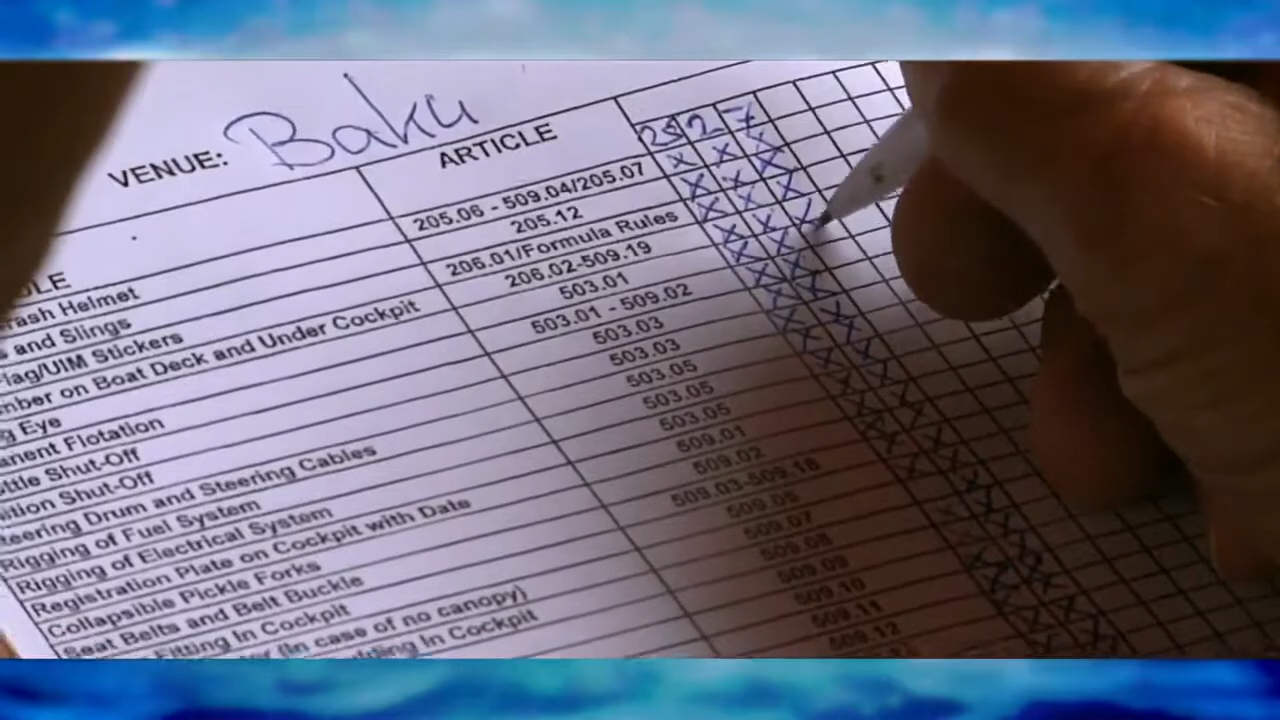 VENUE: Baku
ARTICLE
2 7
205.06 - 509.04/205.07
Crash Helmet 205.12
and Slings 206.01/Formula Rules
Flag/UIM Stickers 206.02-509.19
on Boat Deck and Under Cockpit 503.01
Eye 503.01 - 509.02
Flotation 503.03
Shut-Off 503.03
Shut-Off 503.05
Steering Drum and Steering Cables 503.05
Rigging of Fuel System 503.05
Rigging of Electrical System 509.01
Registration Plate on Cockpit with Date 509.02
Collapsible Pickle Forks 509.03-509.18
Seat Belts and Belt Buckle 509.05
Fitting In Cockpit 509.07
(In case of no canopy) 509.08
In Cockpit 509.09
509.10
509.11
509.12